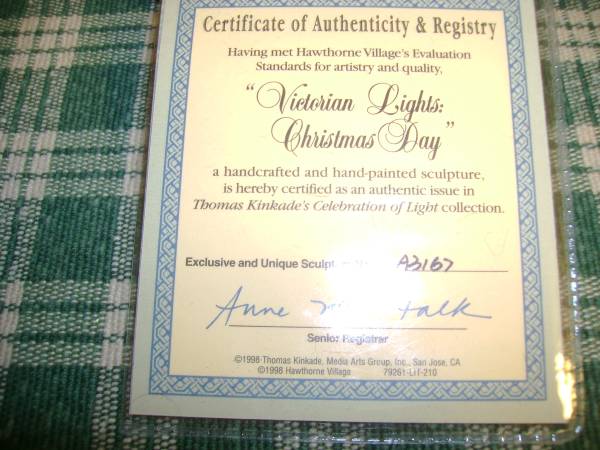 Certificate of Authenticity & Registry
Having met Hawthorne Village's Evaluation
Standards for artistry and quality,
"Victorian Lights:
Christmas Day"
a handcrafted and hand-painted sculpture,
is hereby certified as an authentic issue in
Thomas Kinkade's Celebration of Light collection.
Exclusive and Unique A3167
Anne
Senior Registrar
©1998 Thomas Kinkade, Media Arts Group, Inc., San Jose, CA
©1998 Hawthorne Village 79261-LIT-210